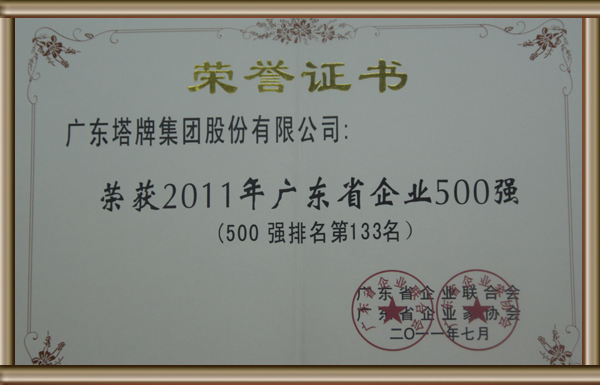 荣誉证书
广东塔牌集团股份有限公司:
荣获2011年广东省企业500强
(500 强排名第133名)
广东省企业联合会
广东省企业家协会
二〇一一年七月